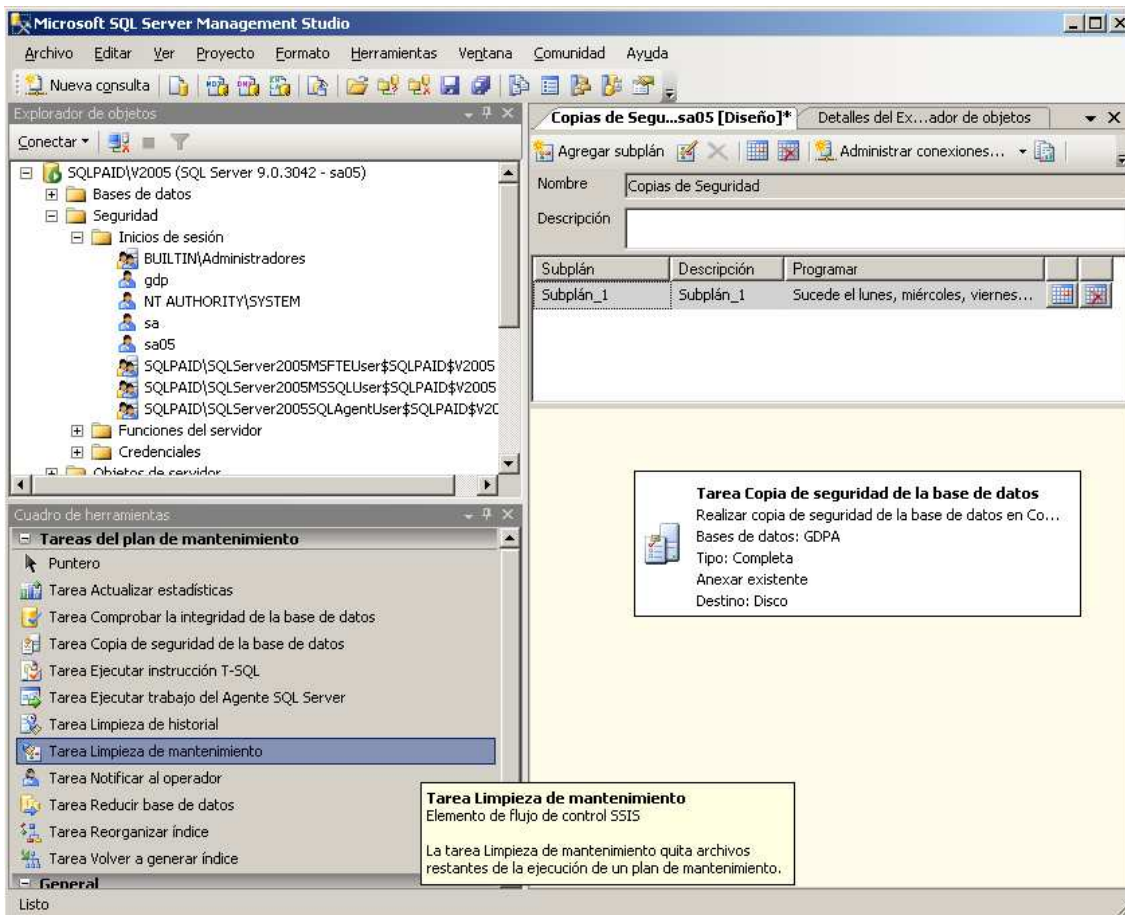 Microsoft SQL Server Management Studio
Archivo Editar Ver Proyecto Formato Herramientas Ventana Comunidad Ayuda
Nueva consulta
Explorador de objetos
Conectar
SQLPAID\V2005 (SQL Server 9.0.3042 - sa05)
Bases de datos
Seguridad
Inicios de sesión
BUILTIN\Administradores
gdp
NT AUTHORITY\SYSTEM
sa
sa05
SQLPAID\SQLServer2005MSFTEUser$SQLPAID$V2005
SQLPAID\SQLServer2005MSSQLUser$SQLPAID$V2005
SQLPAID\SQLServer2005SQLAgentUser$SQLPAID$V20
Funciones del servidor
Credenciales
Objetos de servidor
Cuadro de herramientas
Tareas del plan de mantenimiento
Puntero
Tarea Actualizar estadísticas
Tarea Comprobar la integridad de la base de datos
Tarea Copia de seguridad de la base de datos
Tarea Ejecutar instrucción T-SQL
Tarea Ejecutar trabajo del Agente SQL Server
Tarea Limpieza de historial
Tarea Limpieza de mantenimiento
Tarea Notificar al operador
Tarea Reducir base de datos
Tarea Reorganizar índice
Tarea Volver a generar índice
General
Listo
Copias de Segu...sa05 [Diseño]* Detalles del Ex...ador de objetos
Agregar subplán Administrar conexiones...
Nombre Copias de Seguridad
Descripción
Subplán Descripción Programar
Subplán_1 Subplán_1 Sucede el lunes, miércoles, viernes...
Tarea Copia de seguridad de la base de datos
Realizar copia de seguridad de la base de datos en Co...
Bases de datos: GDPA
Tipo: Completa
Anexar existente
Destino: Disco
Tarea Limpieza de mantenimiento
Elemento de flujo de control SSIS
La tarea Limpieza de mantenimiento quita archivos
restantes de la ejecución de un plan de mantenimiento.